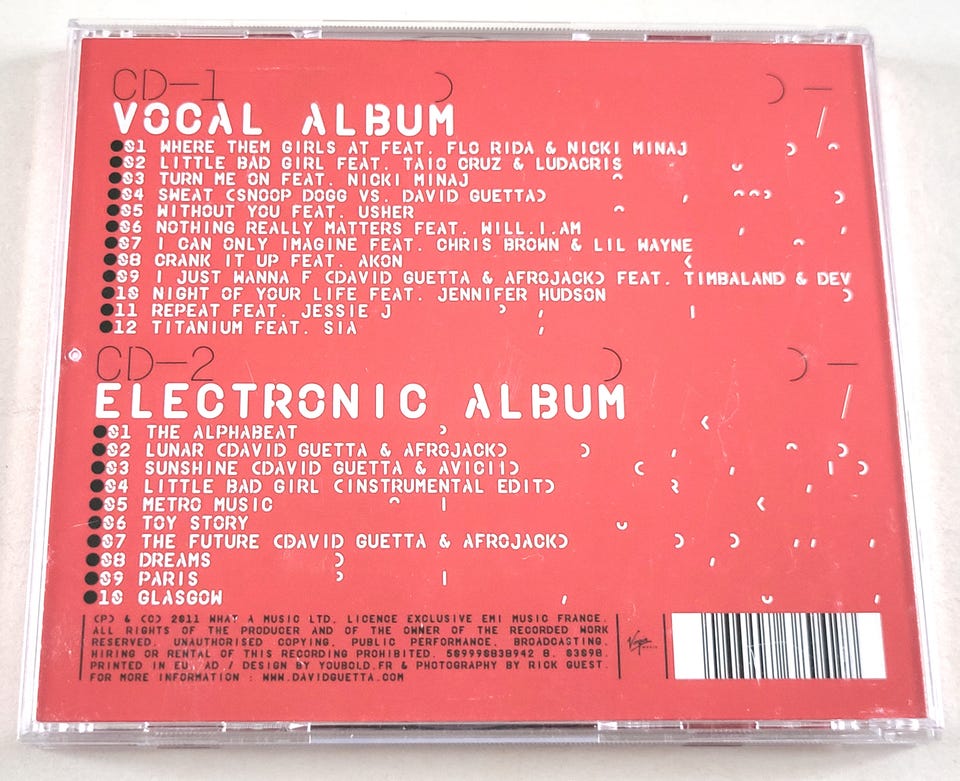 CD-1
VOCAL ALBUM
01 WHERE THEM GIRLS AT FEAT. FLO RIDA & NICKI MINAJ
02 LITTLE BAD GIRL FEAT. TAIO CRUZ & LUDACRIS
03 TURN ME ON FEAT. NICKI MINAJ
04 SWEAT (SNOOP DOGG VS. DAVID GUETTA)
05 WITHOUT YOU FEAT. USHER
06 NOTHING REALLY MATTERS FEAT. WILL.I.AM
07 I CAN ONLY IMAGINE FEAT. CHRIS BROWN & LIL WAYNE
08 CRANK IT UP FEAT. AKON
09 I JUST WANNA F (DAVID GUETTA & AFROJACK) FEAT. TIMBALAND & DEV
10 NIGHT OF YOUR LIFE FEAT. JENNIFER HUDSON
11 REPEAT FEAT. JESSIE J
12 TITANIUM FEAT. SIA
CD-2
ELECTRONIC ALBUM
01 THE ALPHABEAT
02 LUNAR (DAVID GUETTA & AFROJACK)
03 SUNSHINE (DAVID GUETTA & AVICII)
04 LITTLE BAD GIRL (INSTRUMENTAL EDIT)
05 METRO MUSIC
06 TOY STORY
07 THE FUTURE (DAVID GUETTA & AFROJACK)
08 DREAMS
09 PARIS
10 GLASGOW
(P) & (C) 2011 WHAT A MUSIC LTD. LICENCE EXCLUSIVE EMI MUSIC FRANCE.
ALL RIGHTS OF THE PRODUCER AND OF THE OWNER OF THE RECORDED WORK
RESERVED. UNAUTHORISED COPYING, PUBLIC PERFORMANCE, BROADCASTING.
HIRING OR RENTAL OF THIS RECORDING PROHIBITED. 509990838942 8. 83898.
PRINTED IN EU. AD / DESIGN BY YOUBOLD.FR & PHOTOGRAPHY BY RICK GUEST.
FOR MORE INFORMATION : WWW.DAVIDGUETTA.COM
Virgin